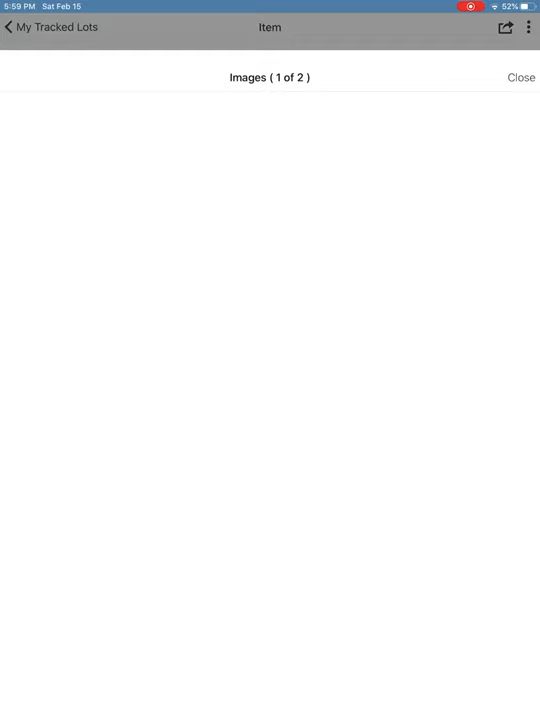 5:59 PM Sat Feb 15 52%
My Tracked Lots Item
Images ( 1 of 2 ) Close